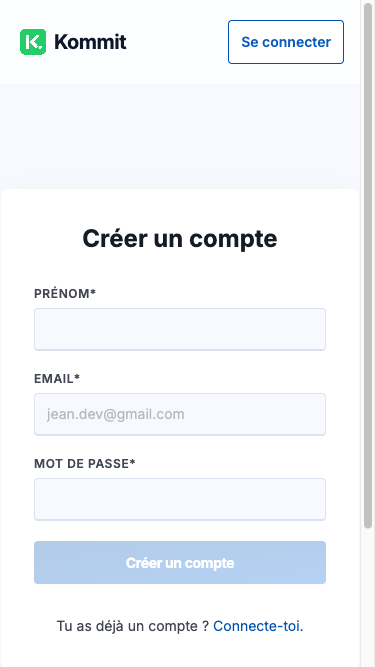 Kommit
Se connecter
Créer un compte
PRÉNOM*
EMAIL*
jean.dev@gmail.com
MOT DE PASSE*
Créer un compte
Tu as déjà un compte ? Connecte-toi.